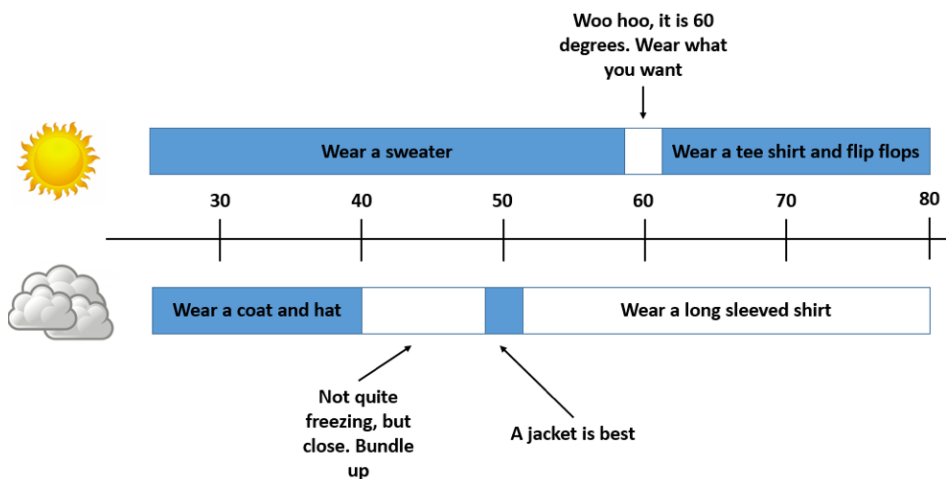 Woo hoo, it is 60
degrees. Wear what
you want
Wear a sweater
Wear a tee shirt and flip flops
30
40
50
60
70
80
Wear a coat and hat
Wear a long sleeved shirt
Not quite
freezing, but
close. Bundle
up
A jacket is best